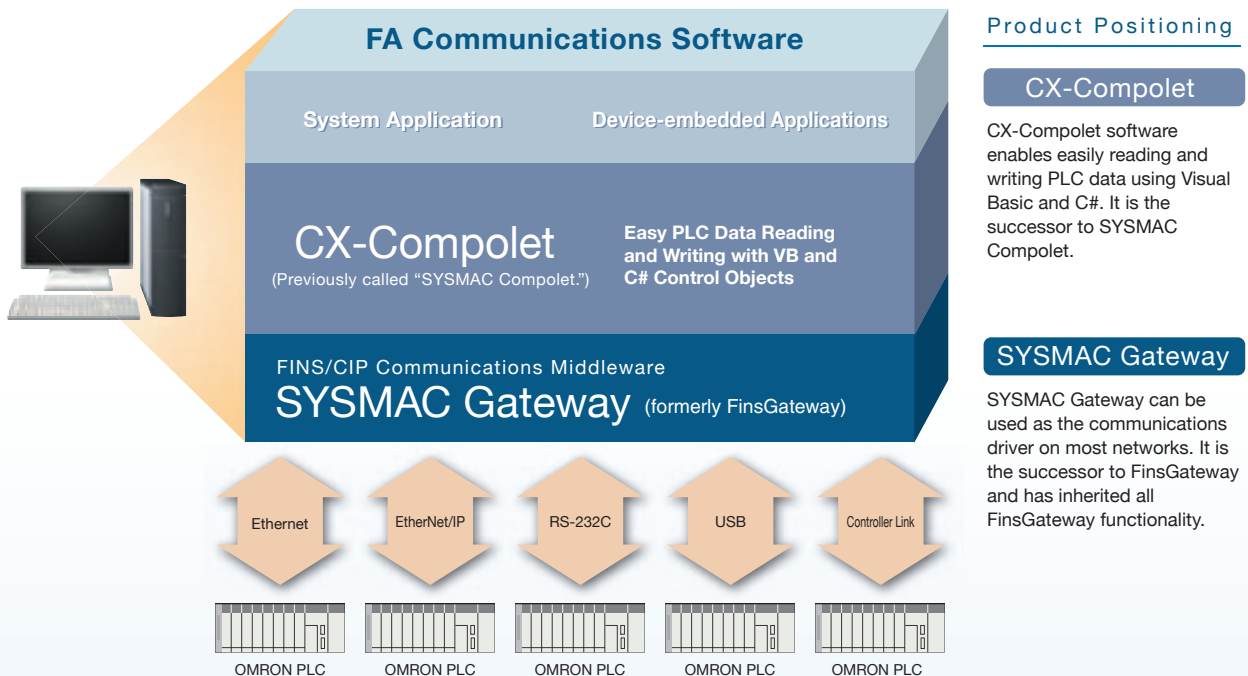 FA Communications Software
System Application
Device-embedded Applications
CX-Compolet
(Previously called “SYSMAC Compolet.”)
Easy PLC Data Reading
and Writing with VB and
C# Control Objects
FINS/CIP Communications Middleware
SYSMAC Gateway (formerly FinsGateway)
Ethernet
EtherNet/IP
RS-232C
USB
Controller Link
OMRON PLC
OMRON PLC
OMRON PLC
OMRON PLC
OMRON PLC
Product Positioning
CX-Compolet
CX-Compolet software
enables easily reading and
writing PLC data using Visual
Basic and C#. It is the
successor to SYSMAC
Compolet.
SYSMAC Gateway
SYSMAC Gateway can be
used as the communications
driver on most networks. It is
the successor to FinsGateway
and has inherited all
FinsGateway functionality.